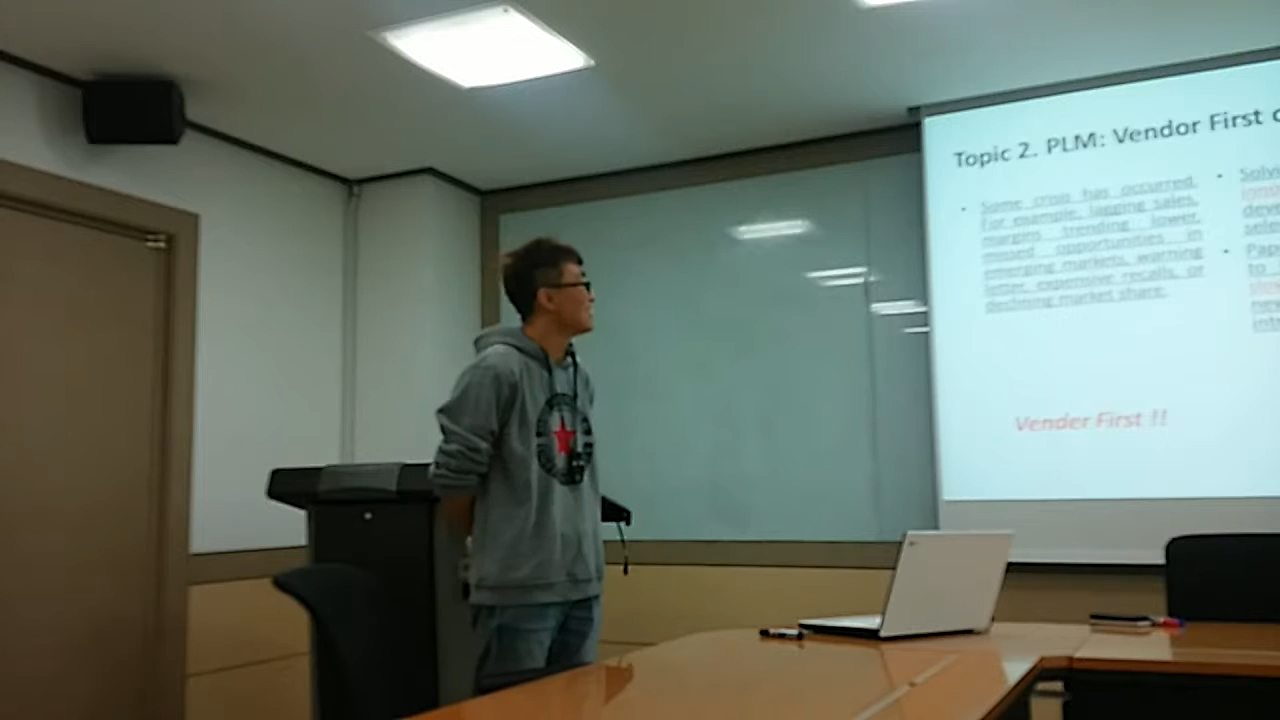 Topic 2. PLM: Vendor First
Some crisis has occurred.
For example, lagging sales,
margins trending lower,
missed opportunities in
emerging markets, warning
letter, expensive recalls, or
declining market share.
Vender First !!